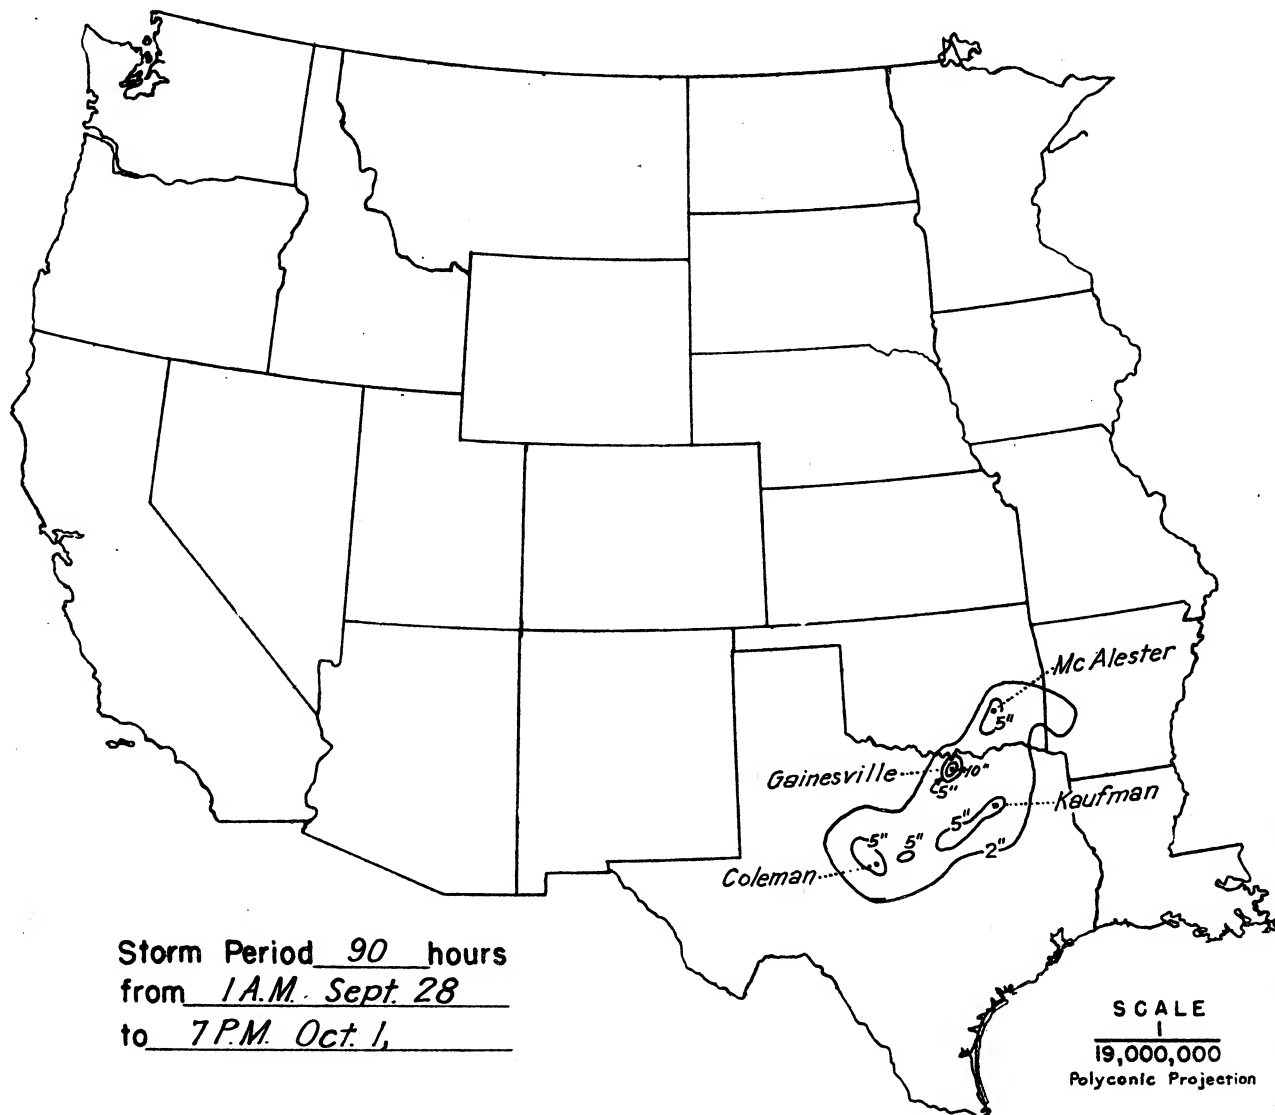 Mc Alester
5"
Gainesville
10"
5"
Kaufman
5"
5"
5"
2"
Coleman
Storm Period 90 hours
from 1 A.M. Sept. 28
to 7 P.M. Oct. 1,
SCALE
1
19,000,000
Polyconic Projection